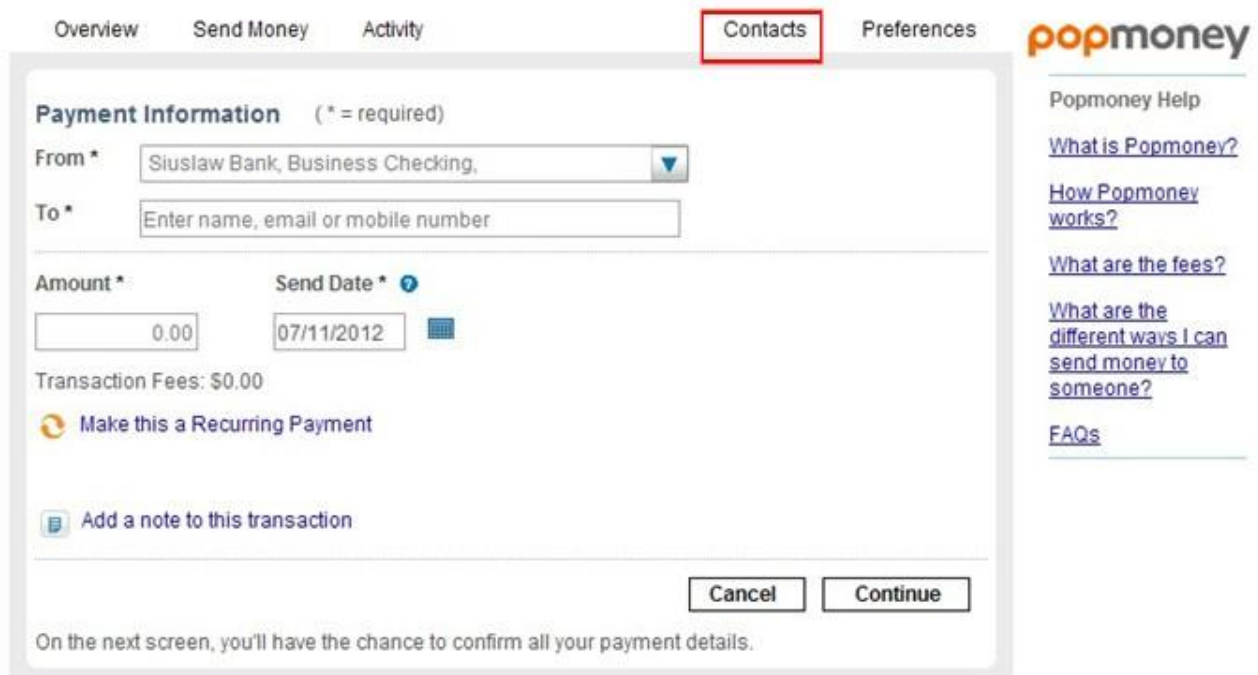 Overview Send Money Activity Contacts Preferences
popmoney
Payment Information (* = required)
From * Siuslaw Bank, Business Checking,
To * Enter name, email or mobile number
Amount * Send Date * ?
0.00 07/11/2012
Transaction Fees: $0.00
Make this a Recurring Payment
Add a note to this transaction
Cancel Continue
On the next screen, you'll have the chance to confirm all your payment details.
Popmoney Help
What is Popmoney?
How Popmoney
works?
What are the fees?
What are the
different ways I can
send money to
someone?
FAQs